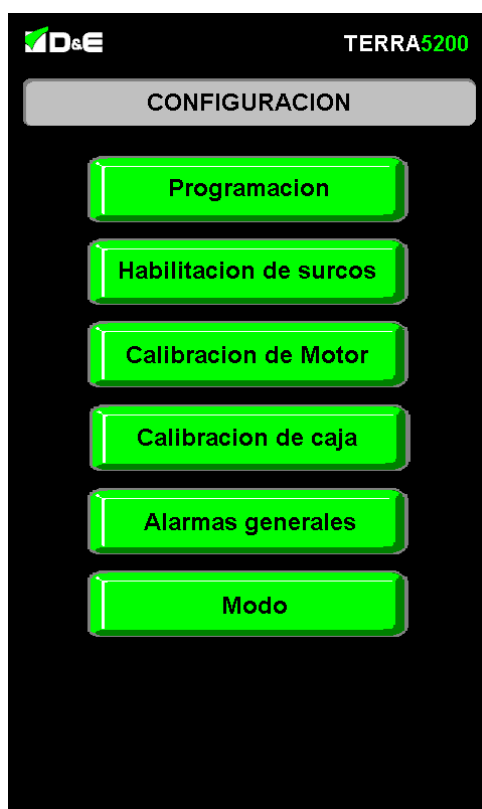 D&E
TERRA5200
CONFIGURACION
Programacion
Habilitacion de surcos
Calibracion de Motor
Calibracion de caja
Alarmas generales
Modo